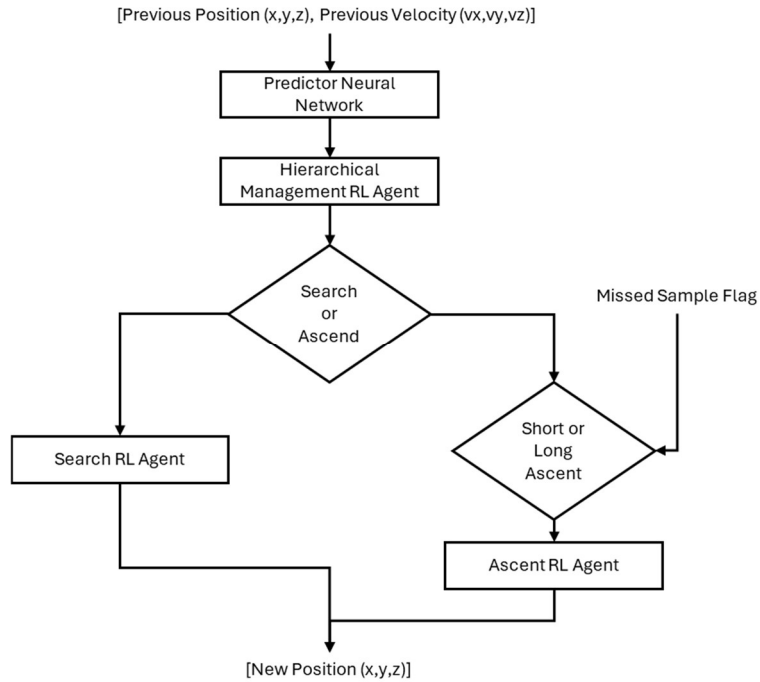 [Previous Position (x,y,z), Previous Velocity (vx,vy,vz)]
Predictor Neural
Network
Hierarchical
Management RL Agent
Search
or
Ascend
Missed Sample Flag
Short or
Long
Ascent
Search RL Agent
Ascent RL Agent
[New Position (x,y,z)]